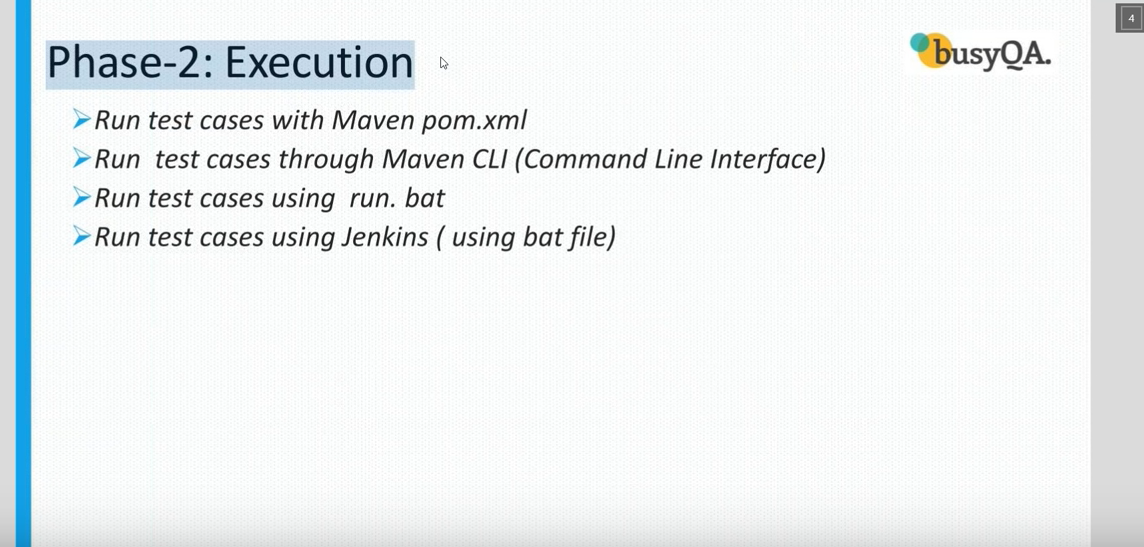 4
Phase-2: Execution
busyQA.
Run test cases with Maven pom.xml
Run  test cases through Maven CLI (Command Line Interface)
Run test cases using  run. bat
Run test cases using Jenkins ( using bat file)